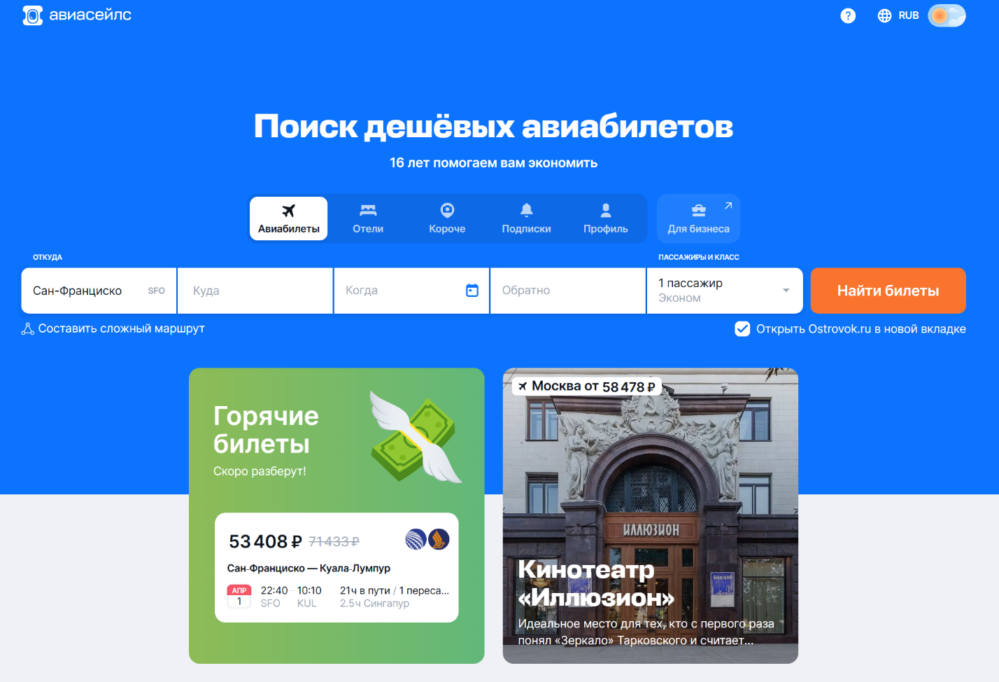 авиасейлс
?
RUB
Поиск дешёвых авиабилетов
16 лет помогаем вам экономить
Авиабилеты
Отели
Короче
Подписки
Профиль
Для бизнеса
ОТКУДА
ПАССАЖИРЫ И КЛАСС
Сан-Франциско
SFO
Куда
Когда
Обратно
1 пассажир
Эконом
Найти билеты
Составить сложный маршрут
Открыть Ostrovok.ru в новой вкладке
Горячие
билеты
Скоро разберут!
53 408 ₽ 71 433 ₽
Сан-Франциско — Куала-Лумпур
АПР
1
22:40 – 10:10
21ч в пути / 1 переса...
SFO
KUL
2.5ч Сингапур
Москва от 58 478 ₽
ИЛЛЮЗИОН
Кинотеатр
«Иллюзион»
Идеальное место для тех, кто с первого раза
понял «Зеркало» Тарковского и считает...